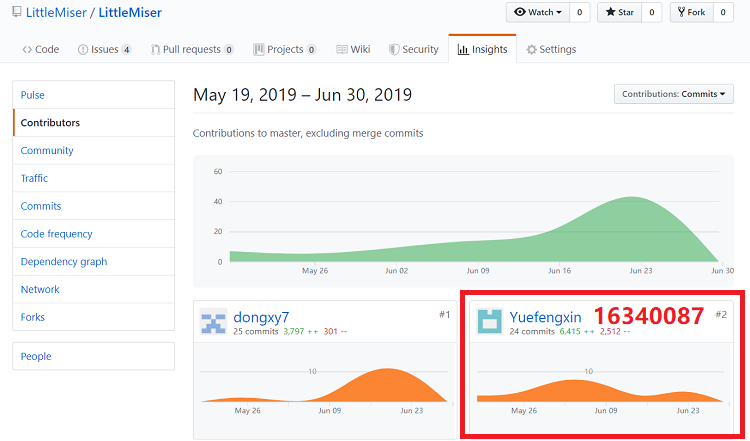 LittleMiser / LittleMiser
Watch 0 Star 0 Fork 0
Code Issues 4 Pull requests 0 Projects 0 Wiki Security Insights Settings
Pulse
Contributors
Community
Traffic
Commits
Code frequency
Dependency graph
Network
Forks
People
May 19, 2019 – Jun 30, 2019
Contributions: Commits
Contributions to master, excluding merge commits
60
40
20
0
May 26 Jun 02 Jun 09 Jun 16 Jun 23 Jun 30
dongxy7 #1
25 commits 3,797 ++ 301 --
10
May 26 Jun 09 Jun 23
Yuefengxin 16340087 #2
24 commits 6,415 ++ 2,512 --
10
May 26 Jun 09 Jun 23